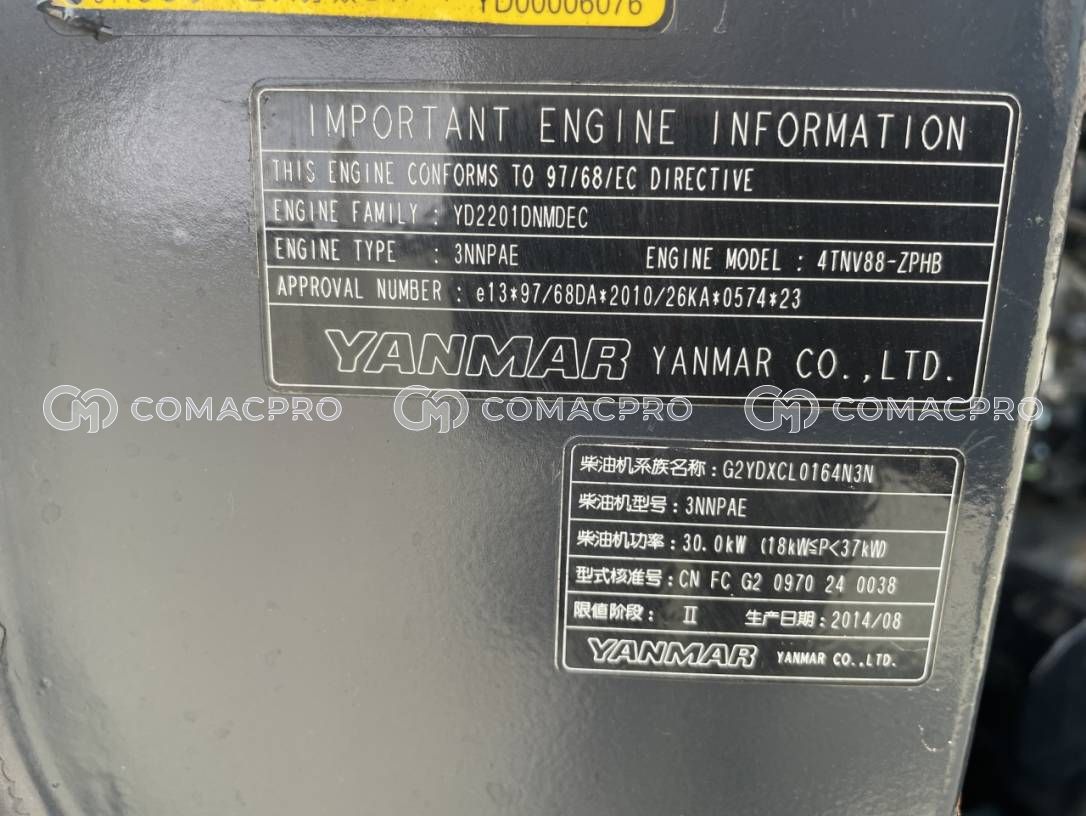 YD00006076
IMPORTANT ENGINE INFORMATION
THIS ENGINE CONFORMS TO 97/68/EC DIRECTIVE
ENGINE FAMILY : YD2201DNMDEC
ENGINE TYPE : 3NNPAE ENGINE MODEL : 4TNV88-ZPHB
APPROVAL NUMBER : e13*97/68DA*2010/26KA*0574*23
YANMAR YANMAR CO.,LTD.
COMACPRO COMACPRO COMACPRO
柴油机系族名称:G2YDXCL0164N3N
柴油机型号:3NNPAE
柴油机功率:30.0kW (18kW≦P<37kW)
型式核准号:CN FC G2 0970 24 0038
限值阶段: Ⅱ 生产日期:2014/08
YANMAR YANMAR CO.,LTD.